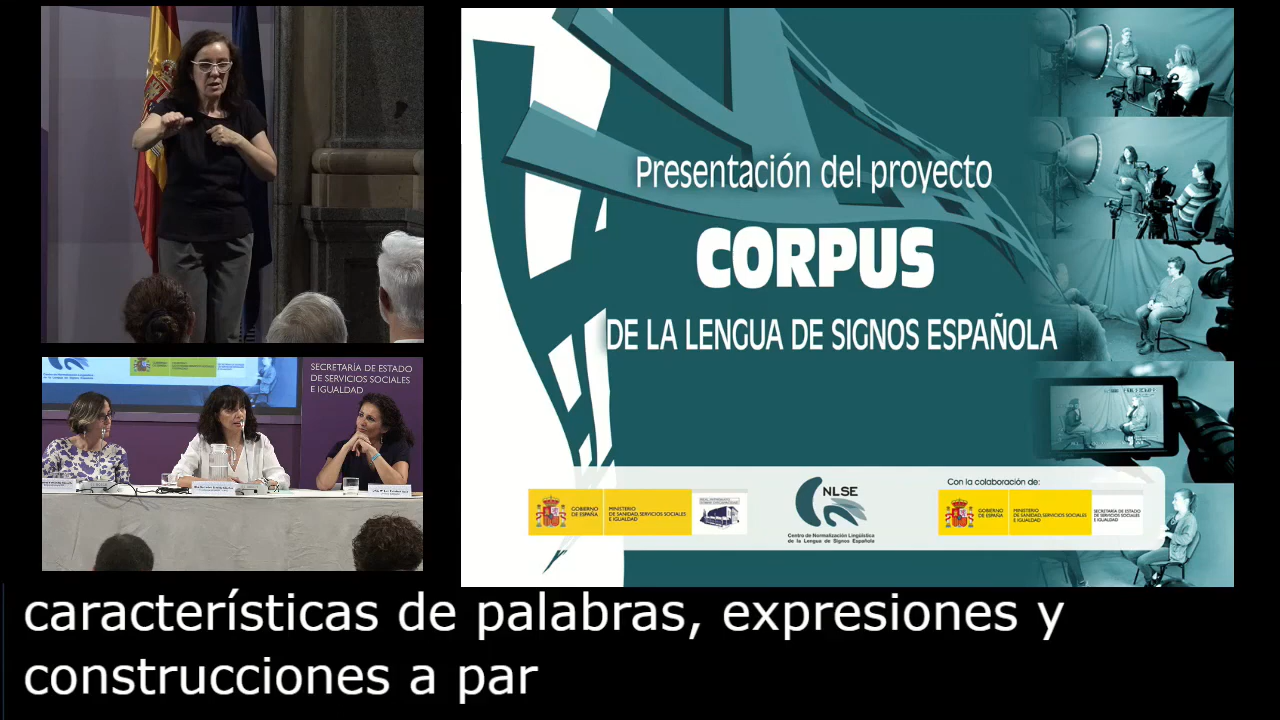 Presentación del proyecto
CORPUS
DE LA LENGUA DE SIGNOS ESPAÑOLA
Con la colaboración de:
GOBIERNO
DE ESPAÑA
MINISTERIO
DE SANIDAD, SERVICIOS SOCIALES
E IGUALDAD
NLSE
Centro de Normalización Lingüística
de la Lengua de Signos Española
GOBIERNO
DE ESPAÑA
MINISTERIO
DE SANIDAD, SERVICIOS SOCIALES
E IGUALDAD
SECRETARÍA DE ESTADO
DE SERVICIOS SOCIALES
E IGUALDAD
SECRETARÍA DE ESTADO
DE SERVICIOS SOCIALES
E IGUALDAD
características de palabras, expresiones y
construcciones a par